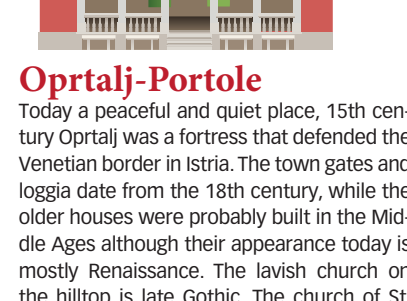 Oprtalj-Portole
Today a peaceful and quiet place, 15th cen-
tury Oprtalj was a fortress that defended the
Venetian border in Istria. The town gates and
loggia date from the 18th century, while the
older houses were probably built in the Mid-
dle Ages although their appearance today is
mostly Renaissance. The lavish church on
the hilltop is late Gothic. The church of St